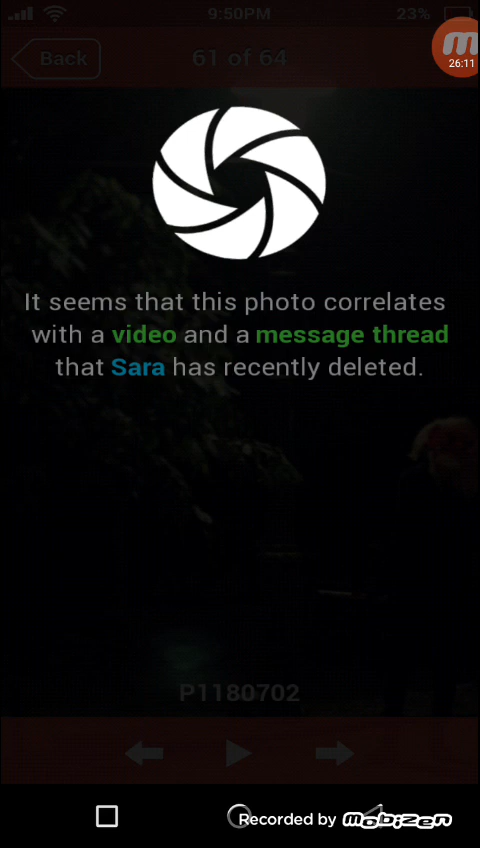 9:50PM
23%
26:11
Back
61 of 64
It seems that this photo correlates
with a video and a message thread
that Sara has recently deleted.
P1180702
Recorded by Mobizen